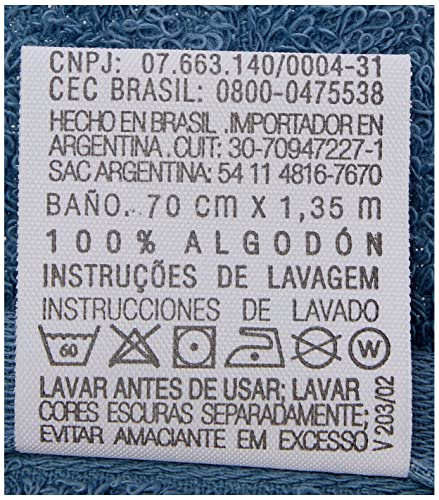 CNPJ: 07.663.140/0004-31
CEC BRASIL: 0800-0475538
HECHO EN BRASIL . IMPORTADOR EN
ARGENTINA . CUIT: 30-70947227-1
SAC ARGENTINA: 54 11 4816-7670
BAÑO. 70 cm X 1,35 m
100% ALGODÓN
INSTRUÇÕES DE LAVAGEM
INSTRUCCIONES DE LAVADO
60 W
LAVAR ANTES DE USAR; LAVAR
CORES ESCURAS SEPARADAMENTE;
EVITAR AMACIANTE EM EXCESSO
V 203/02